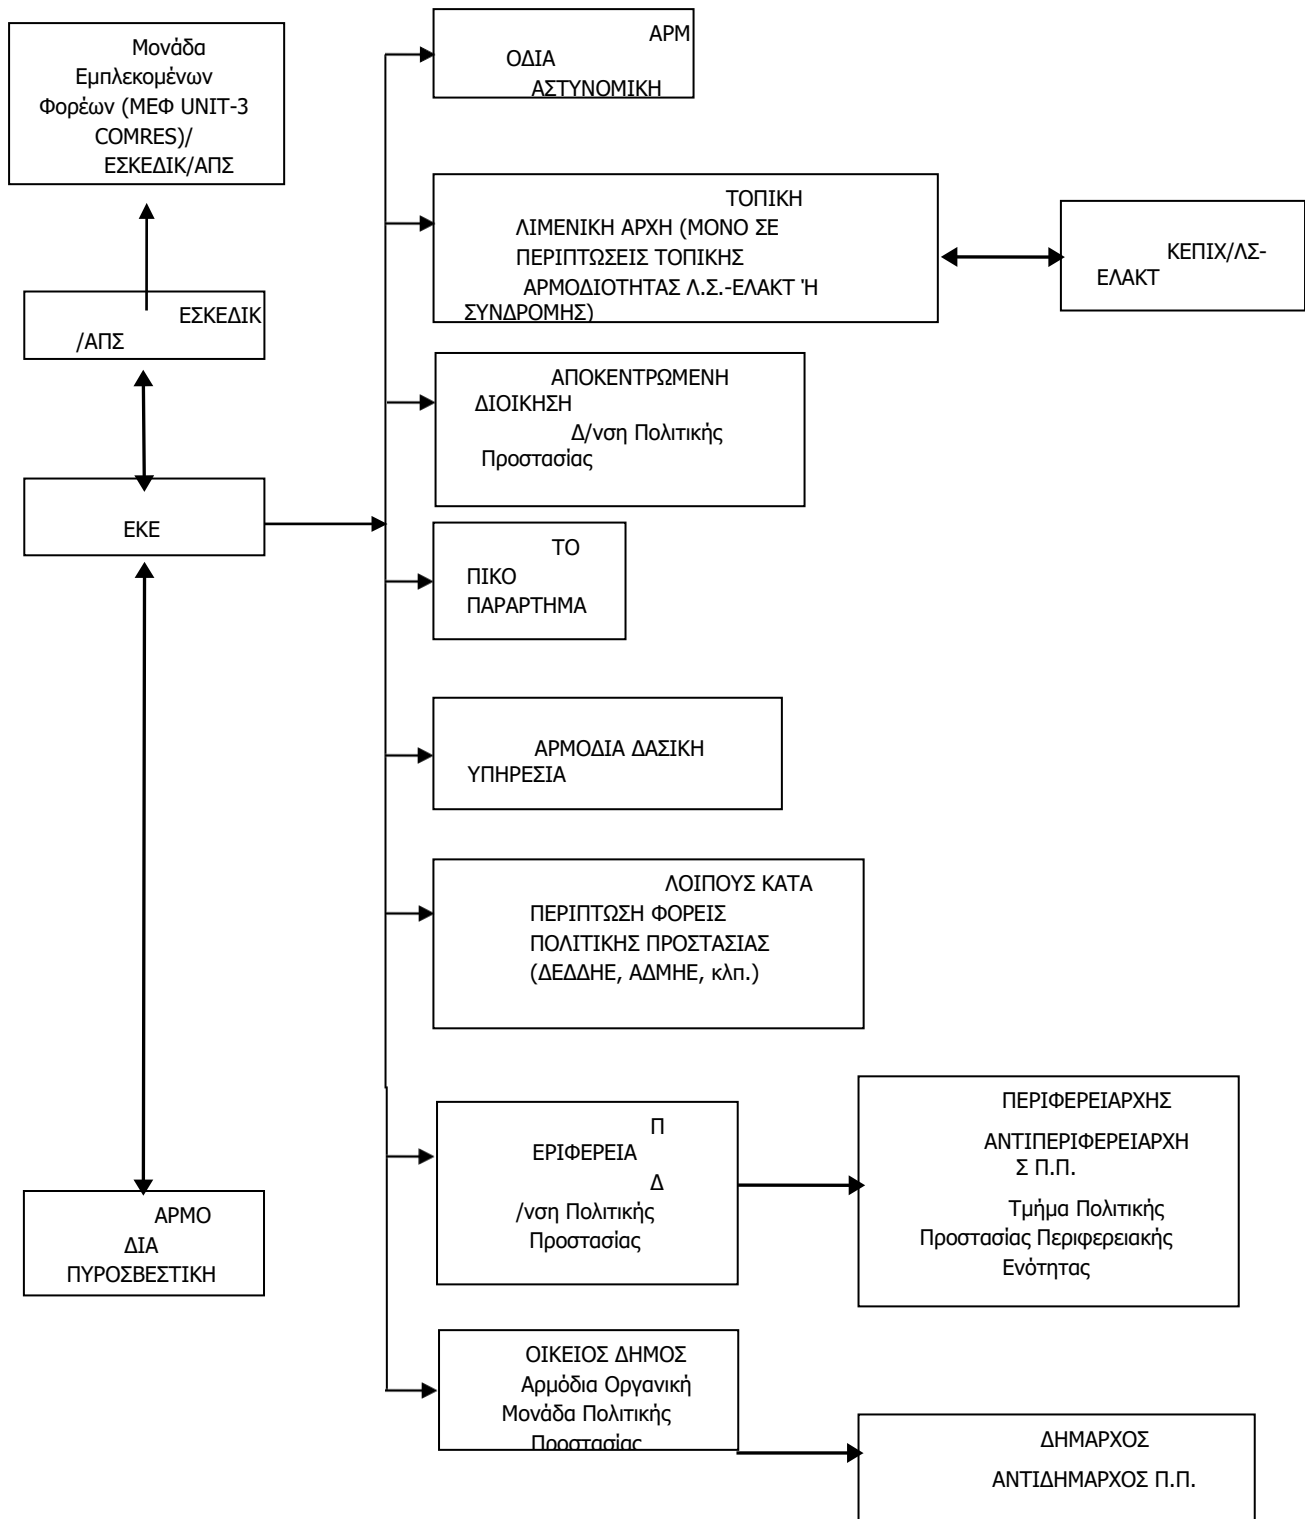 Μονάδα
Εμπλεκομένων
Φορέων (ΜΕΦ UNIT-3
COMRES)/
ΕΣΚΕΔΙΚ/ΑΠΣ
ΕΣΚΕΔΙΚ
/ΑΠΣ
ΕΚΕ
ΑΡΜΟ
ΔΙΑ
ΠΥΡΟΣΒΕΣΤΙΚΗ
ΑΡΜ
ΟΔΙΑ
ΑΣΤΥΝΟΜΙΚΗ
ΤΟΠΙΚΗ
ΛΙΜΕΝΙΚΗ ΑΡΧΗ (ΜΟΝΟ ΣΕ
ΠΕΡΙΠΤΩΣΕΙΣ ΤΟΠΙΚΗΣ
ΑΡΜΟΔΙΟΤΗΤΑΣ Λ.Σ.-ΕΛΑΚΤ Ή
ΣΥΝΔΡΟΜΗΣ)
ΚΕΠΙΧ/ΛΣ-
ΕΛΑΚΤ
ΑΠΟΚΕΝΤΡΩΜΕΝΗ
ΔΙΟΙΚΗΣΗ
Δ/νση Πολιτικής
Προστασίας
ΤΟ
ΠΙΚΟ
ΠΑΡΑΡΤΗΜΑ
ΑΡΜΟΔΙΑ ΔΑΣΙΚΗ
ΥΠΗΡΕΣΙΑ
ΛΟΙΠΟΥΣ ΚΑΤΑ
ΠΕΡΙΠΤΩΣΗ ΦΟΡΕΙΣ
ΠΟΛΙΤΙΚΗΣ ΠΡΟΣΤΑΣΙΑΣ
(ΔΕΔΔΗΕ, ΑΔΜΗΕ, κλπ.)
Π
ΕΡΙΦΕΡΕΙΑ
Δ
/νση Πολιτικής
Προστασίας
ΠΕΡΙΦΕΡΕΙΑΡΧΗΣ
ΑΝΤΙΠΕΡΙΦΕΡΕΙΑΡΧΗ
Σ Π.Π.
Τμήμα Πολιτικής
Προστασίας Περιφερειακής
Ενότητας
ΟΙΚΕΙΟΣ ΔΗΜΟΣ
Αρμόδια Οργανική
Μονάδα Πολιτικής
Προστασίας
ΔΗΜΑΡΧΟΣ
ΑΝΤΙΔΗΜΑΡΧΟΣ Π.Π.